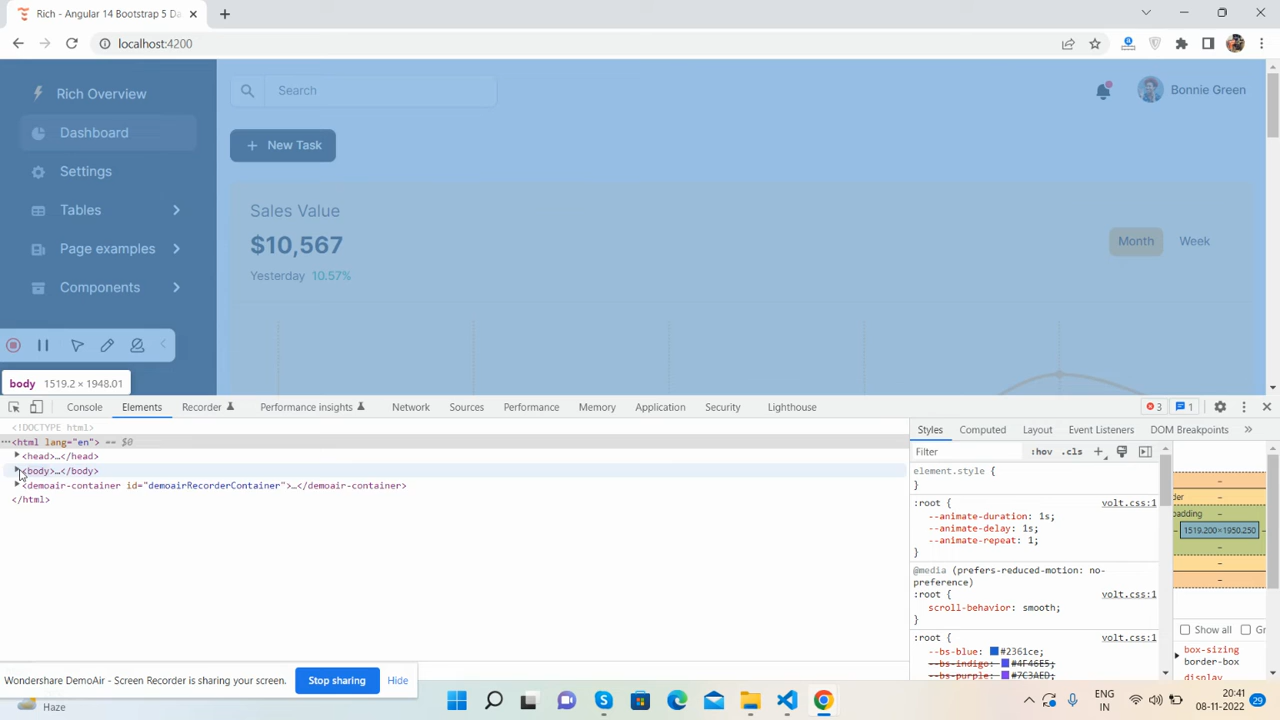 Rich - Angular 14 Bootstrap 5 Da
localhost:4200
Rich Overview
Search
Bonnie Green
Dashboard
New Task
Settings
Tables
Sales Value
$10,567
Month
Week
Page examples
Yesterday 10.57%
Components
body 1519.2 × 1948.01
Console
Elements
Recorder
Performance insights
Network
Sources
Performance
Memory
Application
Security
Lighthouse
3
1
<!DOCTYPE html>
<html lang="en"> == $0
<head>…</head>
<body>…</body>
<demoair-container id="demoairRecorderContainer">…</demoair-container>
</html>
Styles
Computed
Layout
Event Listeners
DOM Breakpoints
Filter
:hov .cls
element.style {
}
:root { volt.css:1
--animate-duration: 1s;
--animate-delay: 1s;
--animate-repeat: 1;
}
@media (prefers-reduced-motion: no-
preference)
:root { volt.css:1
scroll-behavior: smooth;
}
:root { volt.css:1
--bs-blue: #2361ce;
--bs-indigo: #4F46E5;
--bs-purple: #7C3AED;
der
padding
1519.200×1950.250
Show all
Gr
box-sizing
border-box
Wondershare DemoAir - Screen Recorder is sharing your screen.
Stop sharing
Hide
Haze
ENG
IN
20:41
08-11-2022
29